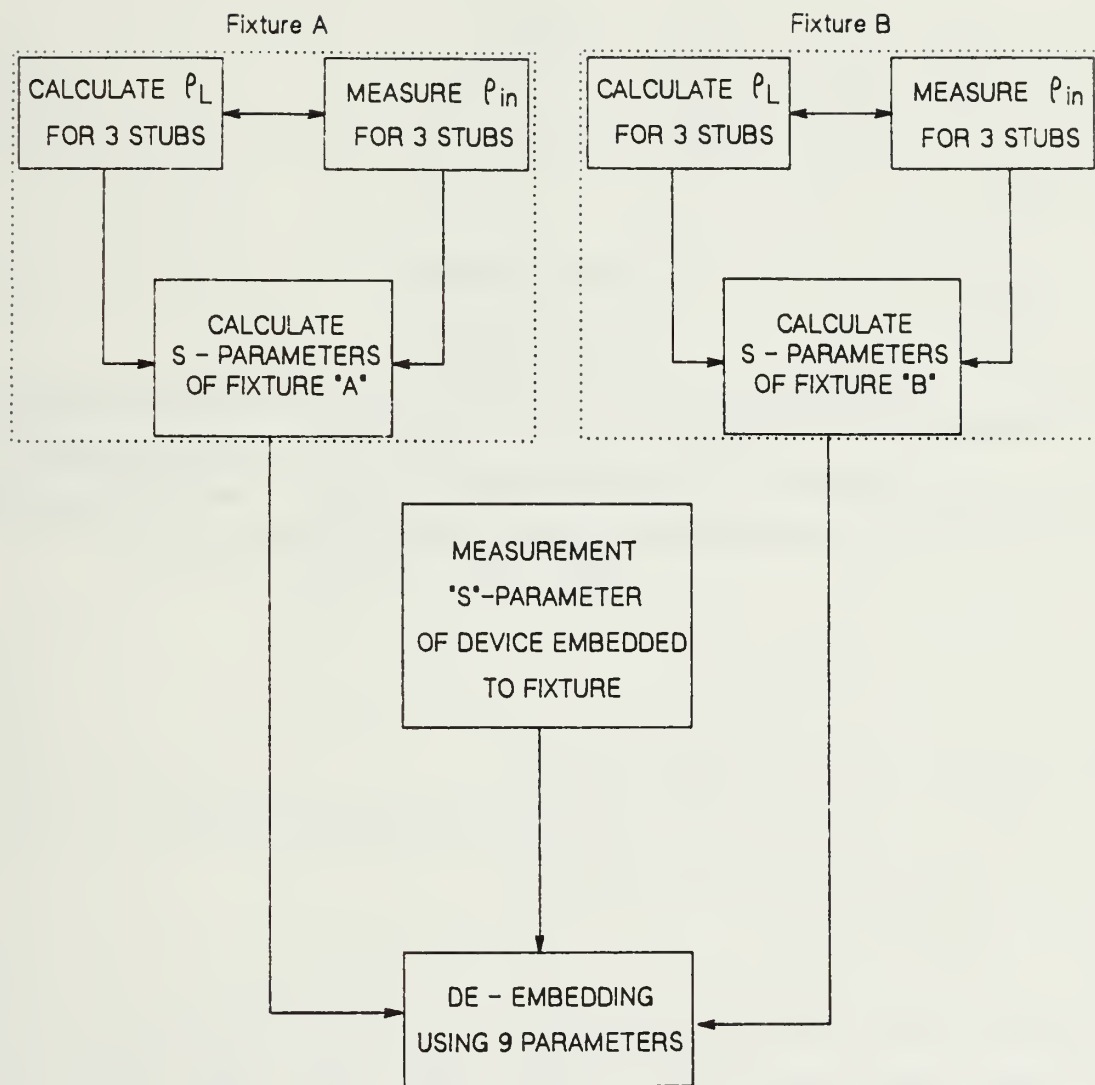 Fixture A
CALCULATE ρL
FOR 3 STUBS
MEASURE ρin
FOR 3 STUBS
CALCULATE
S - PARAMETERS
OF FIXTURE "A"
Fixture B
CALCULATE ρL
FOR 3 STUBS
MEASURE ρin
FOR 3 STUBS
CALCULATE
S - PARAMETERS
OF FIXTURE "B"
MEASUREMENT
"S"-PARAMETER
OF DEVICE EMBEDDED
TO FIXTURE
DE - EMBEDDING
USING 9 PARAMETERS